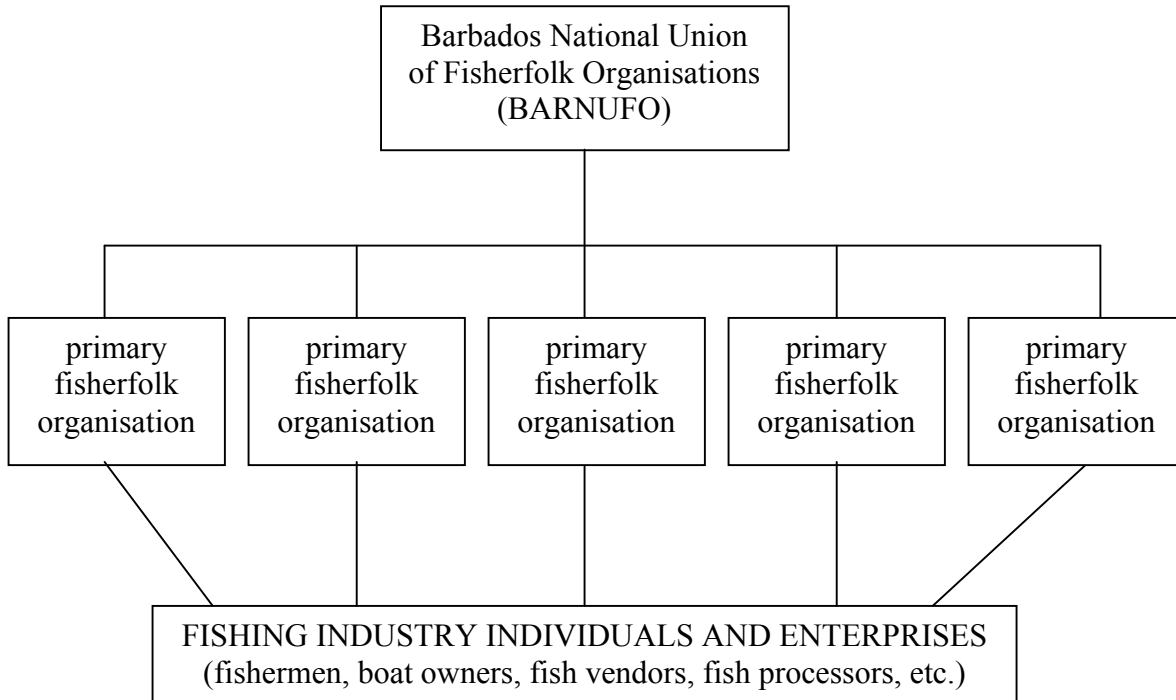 Barbados National Union
of Fisherfolk Organisations
(BARNUFO)
primary
fisherfolk
organisation
primary
fisherfolk
organisation
primary
fisherfolk
organisation
primary
fisherfolk
organisation
primary
fisherfolk
organisation
FISHING INDUSTRY INDIVIDUALS AND ENTERPRISES
(fishermen, boat owners, fish vendors, fish processors, etc.)